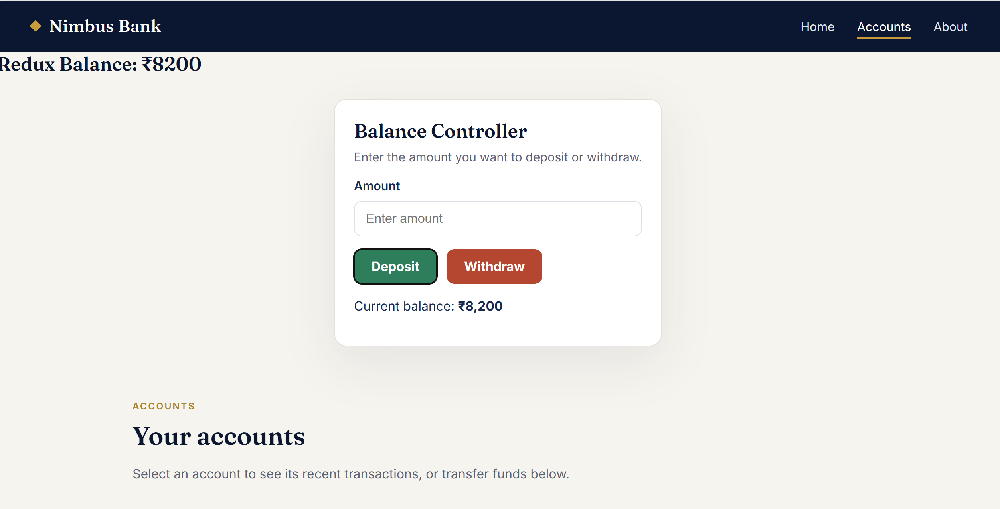 Nimbus Bank
Home Accounts About
Redux Balance: ₹8200
Balance Controller
Enter the amount you want to deposit or withdraw.
Amount
Enter amount
Deposit Withdraw
Current balance: ₹8,200
ACCOUNTS
Your accounts
Select an account to see its recent transactions, or transfer funds below.